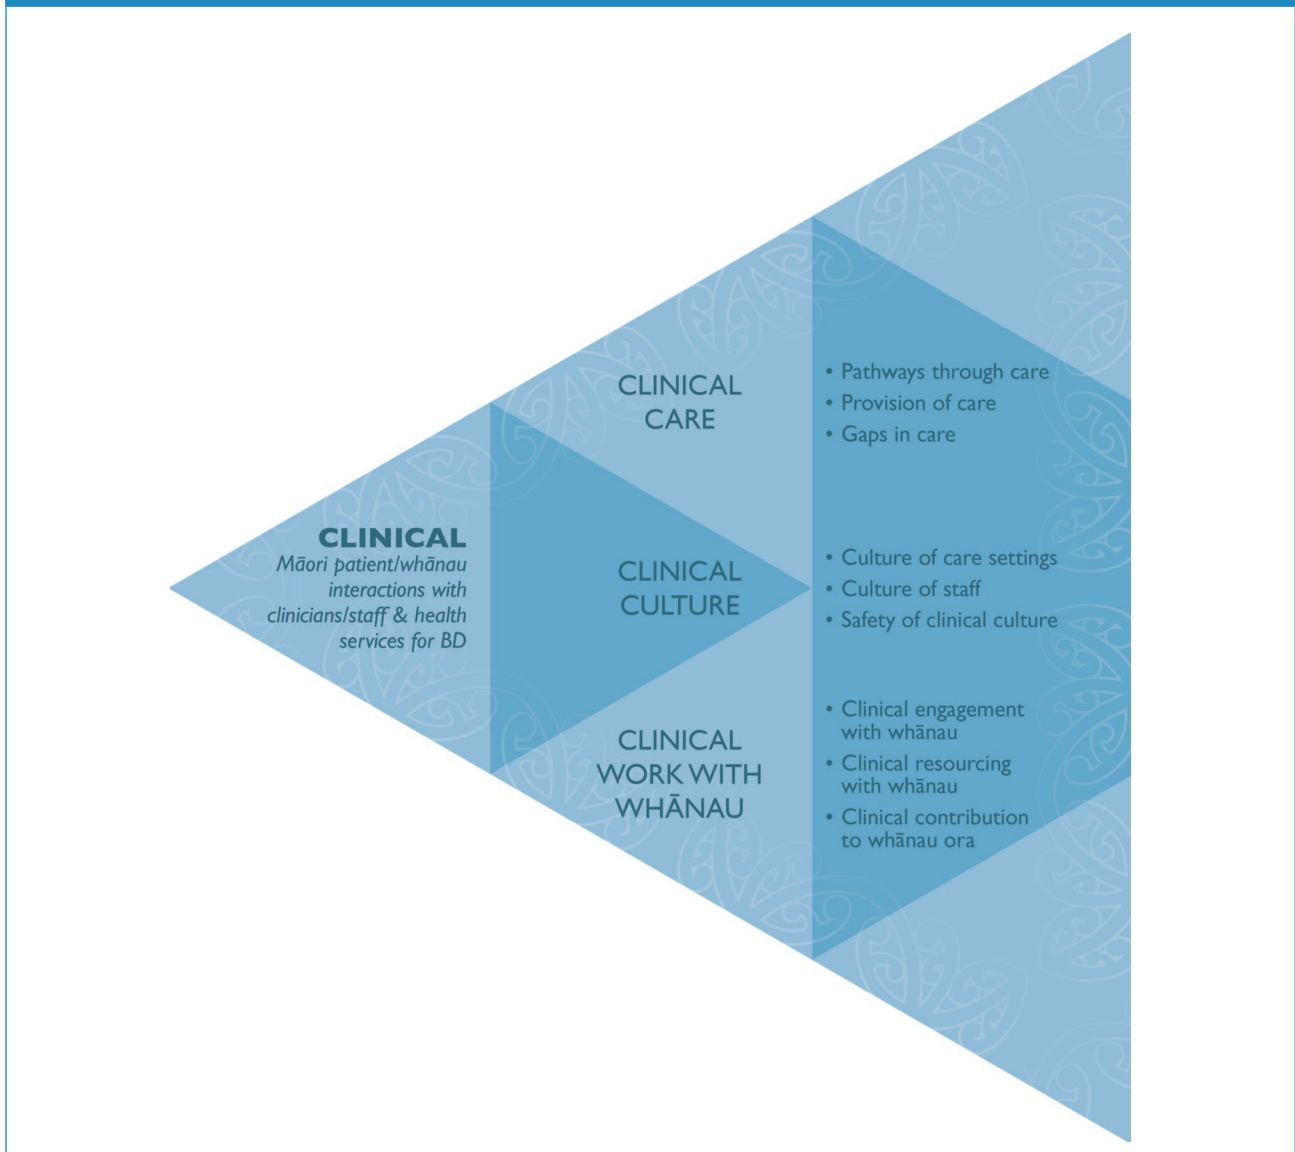 CLINICAL
Māori patient/whānau
interactions with
clinicians/staff & health
services for BD
CLINICAL
CARE
• Pathways through care
• Provision of care
• Gaps in care
CLINICAL
CULTURE
• Culture of care settings
• Culture of staff
• Safety of clinical culture
CLINICAL
WORK WITH
WHĀNAU
• Clinical engagement
with whānau
• Clinical resourcing
with whānau
• Clinical contribution
to whānau ora